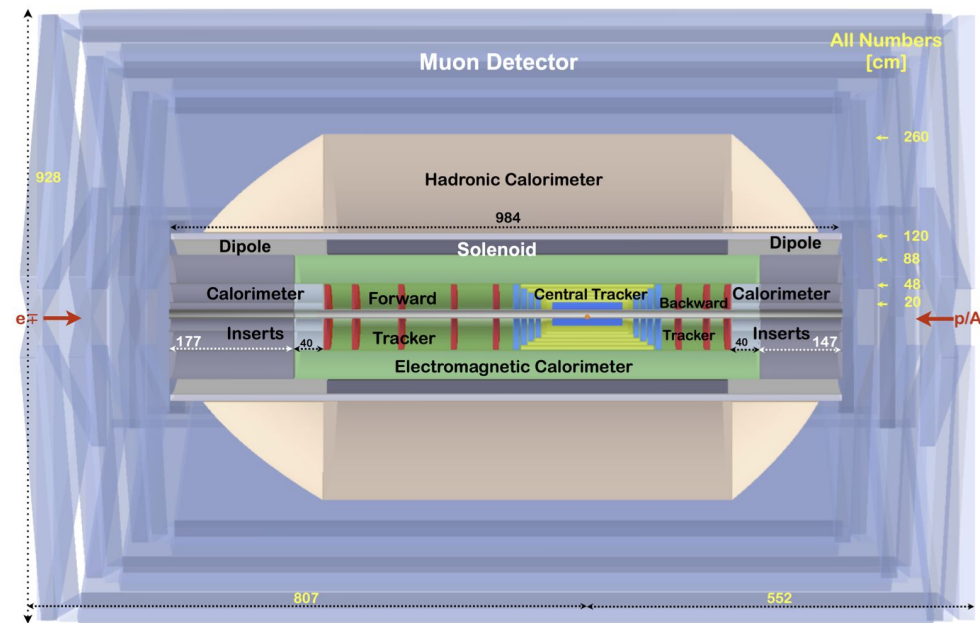 All Numbers
[cm]
Muon Detector
260
928
Hadronic Calorimeter
984
120
Dipole
Solenoid
Dipole
88
Calorimeter
Forward
Central Tracker
Backward
Calorimeter
48
20
e∓
p/A
Inserts
Tracker
Tracker
Inserts
177
40
40
147
Electromagnetic Calorimeter
807
552